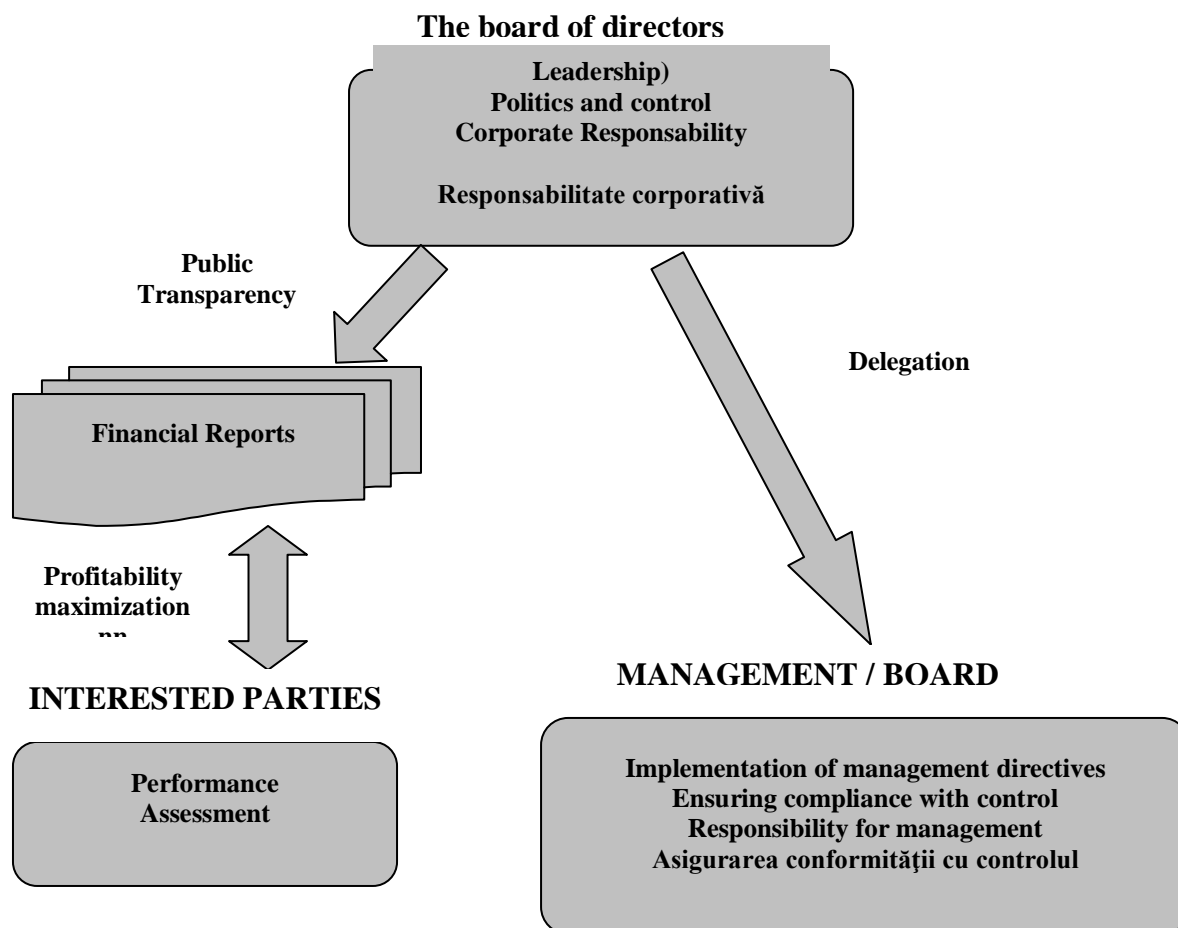 The board of directors
Leadership)
Politics and control
Corporate Responsability
Responsabilitate corporativă
Public
Transparency
Delegation
Financial Reports
Profitability
maximization
INTERESTED PARTIES
MANAGEMENT / BOARD
Performance
Assessment
Implementation of management directives
Ensuring compliance with control
Responsibility for management
Asigurarea conformităţii cu controlul